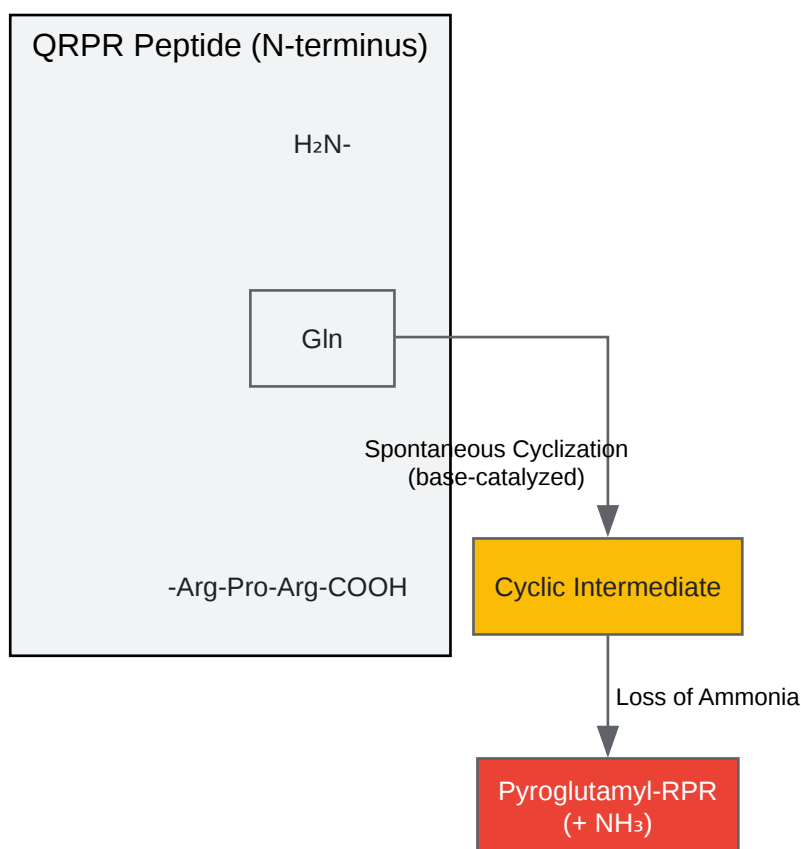 QRPR Peptide (N-terminus)
H₂N-
Gln
Spontaneous Cyclization
(base-catalyzed)
-Arg-Pro-Arg-COOH
Cyclic Intermediate
Loss of Ammonia
Pyroglutamyl-RPR
(+ NH₃)